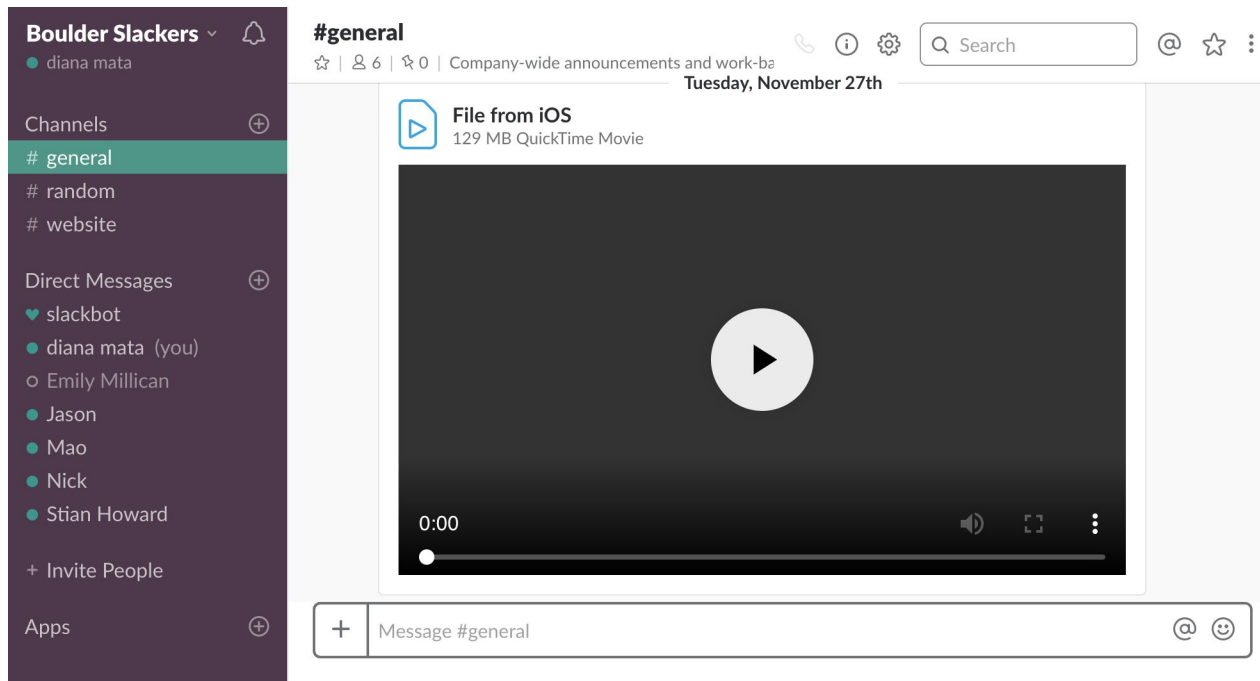 Boulder Slackers
diana mata
Channels
# general
# random
# website
Direct Messages
slackbot
diana mata (you)
Emily Millican
Jason
Mao
Nick
Stian Howard
+ Invite People
Apps
#general
6 | 0 | Company-wide announcements and work-ba
Search
Tuesday, November 27th
File from iOS
129 MB QuickTime Movie
0:00
Message #general